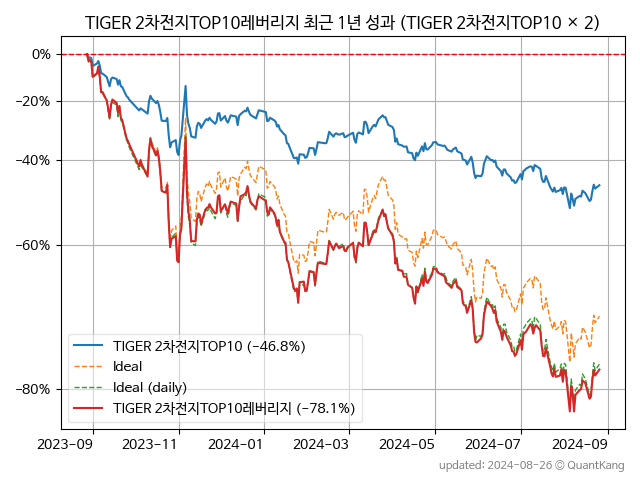 TIGER 2차전지TOP10레버리지 최근 1년 성과 (TIGER 2차전지TOP10 × 2)
0%
−20%
−40%
−60%
−80%
TIGER 2차전지TOP10 (−46.8%)
Ideal
Ideal (daily)
TIGER 2차전지TOP10레버리지 (−78.1%)
2023-09 2023-11 2024-01 2024-03 2024-05 2024-07 2024-09
updated: 2024-08-26 © QuantKang